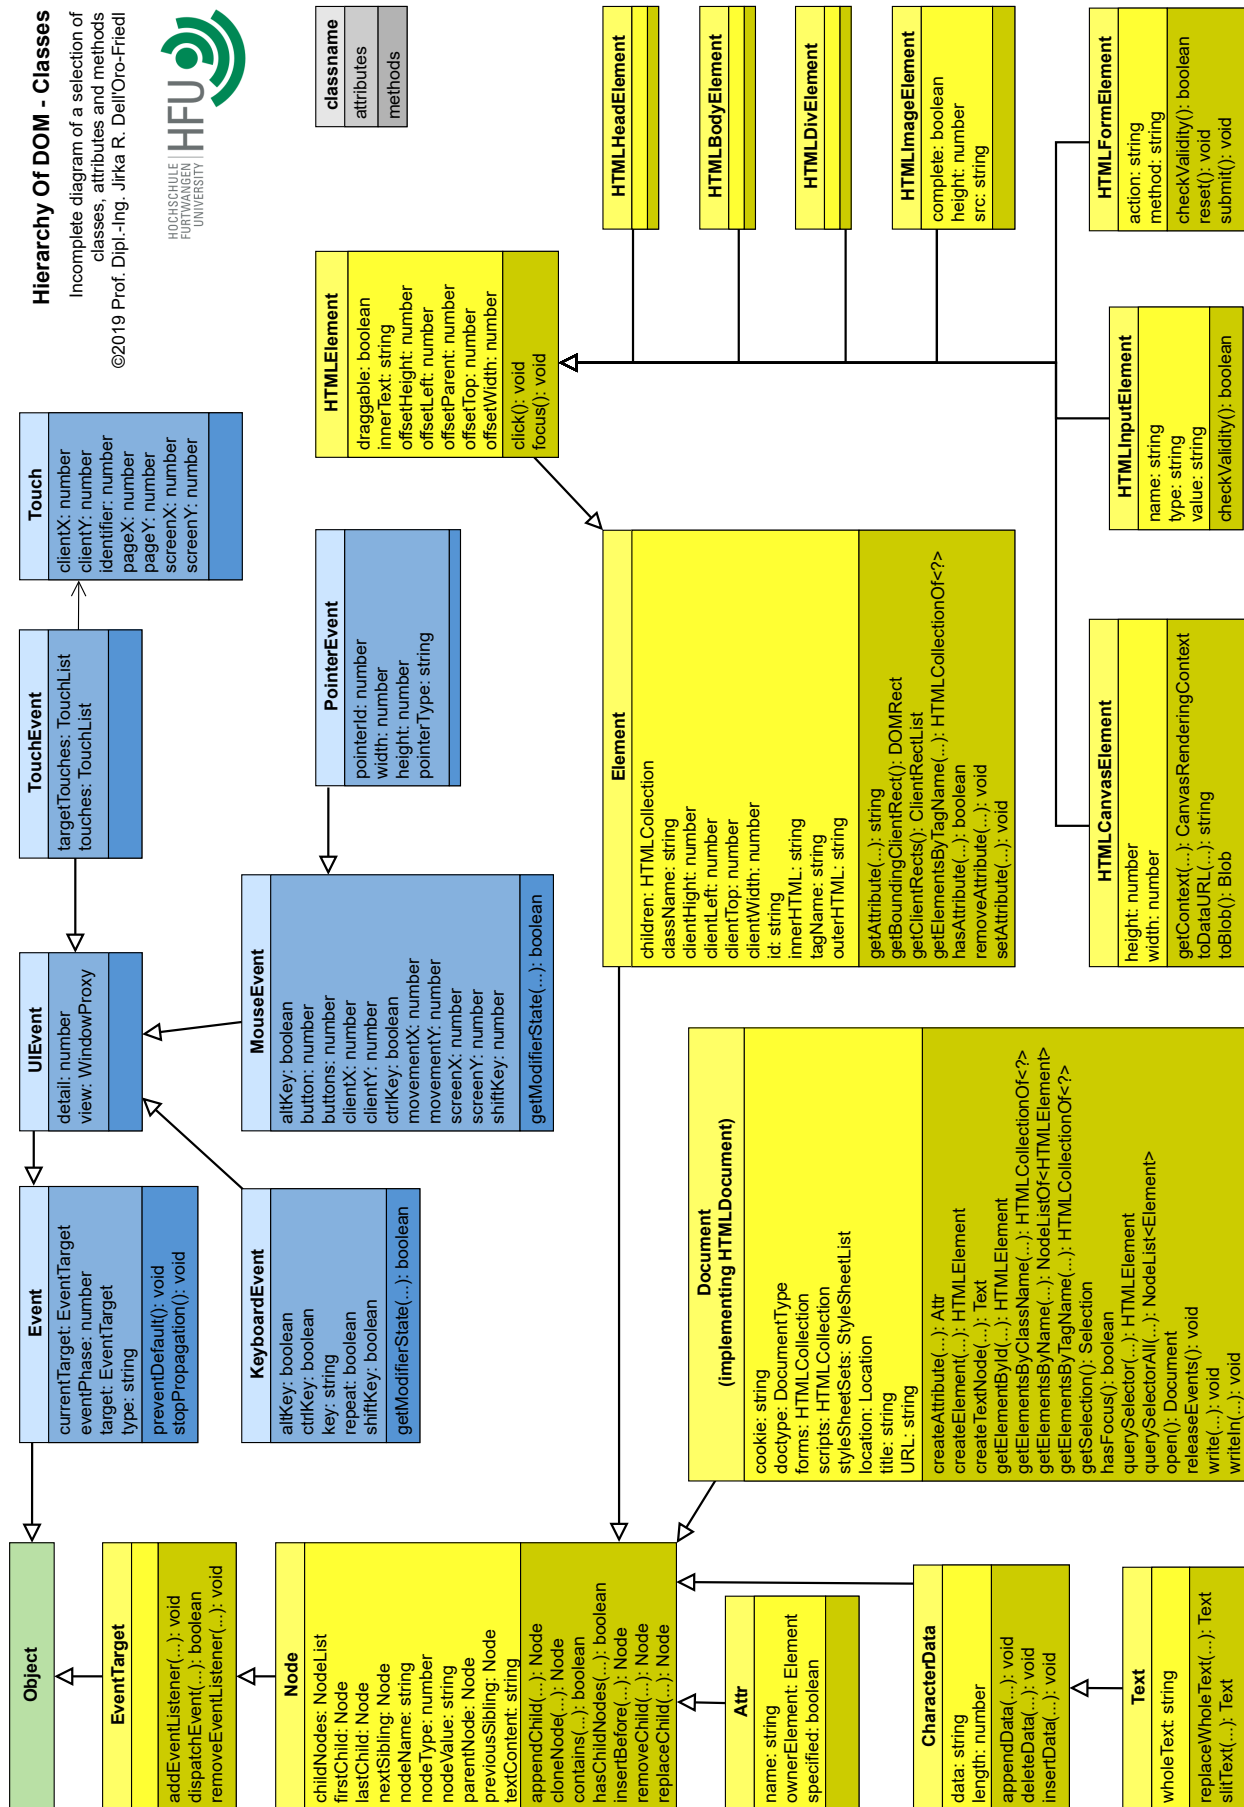 Hierarchy Of DOM - Classes
Incomplete diagram of a selection of
classes, attributes and methods
©2019 Prof. Dipl.-Ing. Jirka R. Dell'Oro-Friedl
HOCHSCHULE
FURTWANGEN
UNIVERSITY
HFU
classname
attributes
methods
Object
Event
currentTarget: EventTarget
eventPhase: number
target: EventTarget
type: string
preventDefault(): void
stopPropagation(): void
UIEvent
detail: number
view: WindowProxy
TouchEvent
targetTouches: TouchList
touches: TouchList
Touch
clientX: number
clientY: number
identifier: number
pageX: number
pageY: number
screenX: number
screenY: number
EventTarget
addEventListener(...): void
dispatchEvent(...): boolean
removeEventListener(...): void
KeyboardEvent
altKey: boolean
ctrlKey: boolean
key: string
repeat: boolean
shiftKey: boolean
getModifierState(...): boolean
MouseEvent
altKey: boolean
button: number
buttons: number
clientX: number
clientY: number
ctrlKey: boolean
movementX: number
movementY: number
screenX: number
screenY: number
shiftKey: number
getModifierState(...): boolean
PointerEvent
pointerId: number
width: number
height: number
pointerType: string
HTMLElement
draggable: boolean
innerText: string
offsetHeight: number
offsetLeft: number
offsetParent: number
offsetTop: number
offsetWidth: number
click(): void
focus(): void
Node
childNodes: NodeList
firstChild: Node
lastChild: Node
nextSibling: Node
nodeName: string
nodeType: number
nodeValue: string
parentNode: Node
previousSibling: Node
textContent: string
appendChild(...): Node
cloneNode(...): Node
contains(...): boolean
hasChildNodes(...): boolean
insertBefore(...): Node
removeChild(...): Node
replaceChild(...): Node
Element
children: HTMLCollection
className: string
clientHight: number
clientLeft: number
clientTop: number
clientWidth: number
id: string
innerHTML: string
tagName: string
outerHTML: string
getAttribute(...): string
getBoundingClientRect(): DOMRect
getClientRects(): ClientRectList
getElementsByTagName(...): HTMLCollectionOf<?>
hasAttribute(...): boolean
removeAttribute(...): void
setAttribute(...): void
HTMLHeadElement
HTMLBodyElement
HTMLDivElement
HTMLImageElement
complete: boolean
height: number
src: string
Attr
name: string
ownerElement: Element
specified: boolean
Document
(implementing HTMLDocument)
cookie: string
doctype: DocumentType
forms: HTMLCollection
scripts: HTMLCollection
styleSheedSets: StyleSheetList
location: Location
title: string
URL: string
createAttribute(...): Attr
createElement(...): HTMLElement
createTextNode(...): Text
getElementById(...): HTMLElement
getElementsByClassName(...): HTMLCollectionOf<?>
getElementsByName(...): NodeListOf<HTMLElement>
getElementsByTagName(...): HTMLCollectionOf<?>
getSelection(): Selection
hasFocus(): boolean
querySelector(...): HTMLElement
querySelectorAll(...): NodeList<Element>
open(): Document
releaseEvents(): void
write(...): void
writeln(...): void
CharacterData
data: string
length: number
appendData(...): void
deleteData(...): void
insertData(...): void
Text
wholeText: string
replaceWholeText(...): Text
slitText(...): Text
HTMLCanvasElement
height: number
width: number
getContext(...): CanvasRenderingContext
toDataURL(...): string
toBlob(): Blob
HTMLInputElement
name: string
type: string
value: string
checkValidity(): boolean
HTMLFormElement
action: string
method: string
checkValidity(): boolean
reset(): void
submit(): void